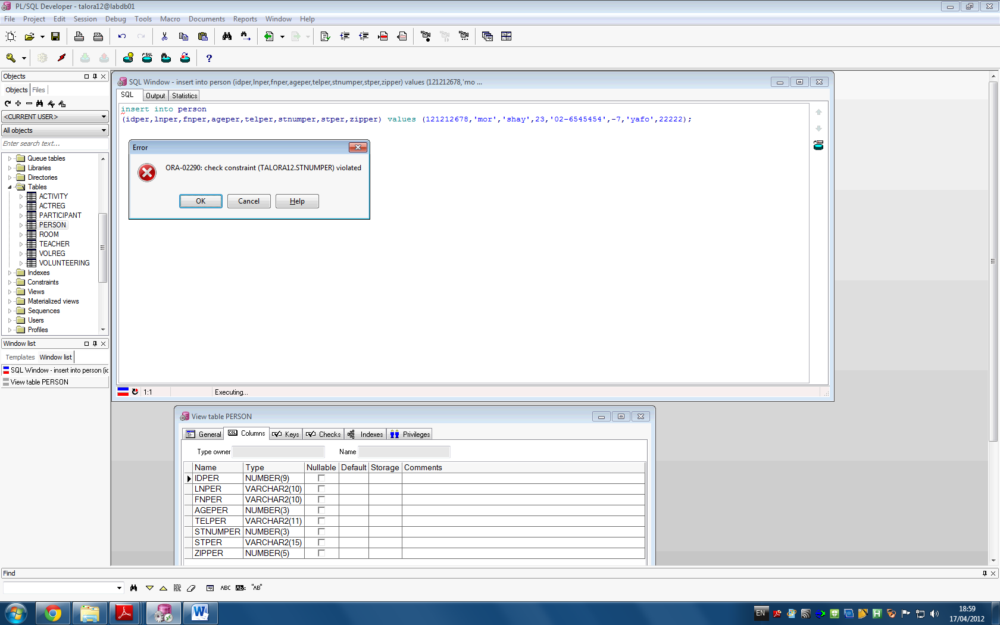 PL/SQL Developer - talora12@labdb01
File Project Edit Session Debug Tools Macro Documents Reports Window Help
Objects
Objects Files
<CURRENT USER>
All objects
Enter search text...
Queue tables
Libraries
Directories
Tables
ACTIVITY
ACTREG
PARTICIPANT
PERSON
ROOM
TEACHER
VOLREG
VOLUNTEERING
Indexes
Constraints
Views
Materialized views
Sequences
Users
Profiles
Window list
Templates Window list
SQL Window - insert into person (ic
View table PERSON
SQL Window - insert into person (idper,lnper,fnper,ageper,telper,stnumper,stper,zipper) values (121212678,'mo ...
SQL Output Statistics
insert into person
(idper,lnper,fnper,ageper,telper,stnumper,stper,zipper) values (121212678,'mor','shay',23,'02-6545454',-7,'yafo',22222);
Error
ORA-02290: check constraint (TALORA12.STNUMPER) violated
OK Cancel Help
1:1 Executing...
View table PERSON
General Columns Keys Checks Indexes Privileges
Type owner Name
Name Type Nullable Default Storage Comments
IDPER NUMBER(9)
LNPER VARCHAR2(10)
FNPER VARCHAR2(10)
AGEPER NUMBER(3)
TELPER VARCHAR2(11)
STNUMPER NUMBER(3)
STPER VARCHAR2(15)
ZIPPER NUMBER(5)
Find
ABC "AB"
EN
18:59
17/04/2012